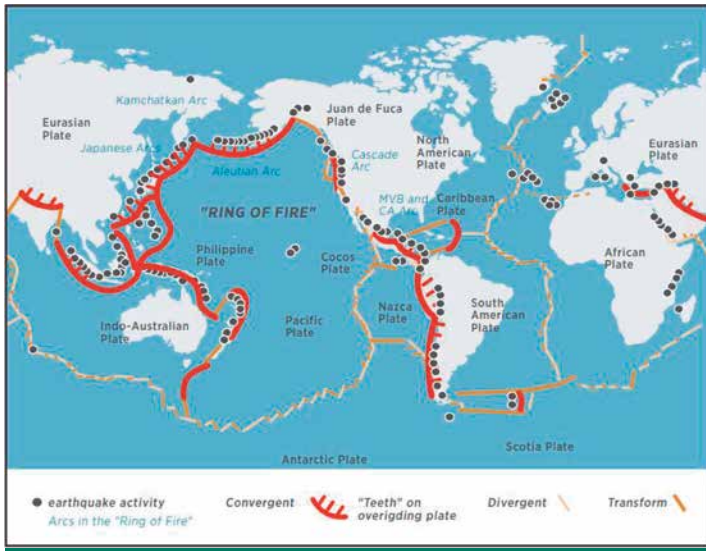 Kamchatkan Arc
Eurasian
Plate
Juan de Fuca
Plate
Japanese Arcs
Aleutian Arc
Cascade
Arc
North
American
Plate
Eurasian
Plate
"RING OF FIRE"
MVB and
CA Arc
Caribbean
Plate
Philippine
Plate
Cocos
Plate
African
Plate
Indo-Australian
Plate
Pacific
Plate
Nazca
Plate
South
American
Plate
Scotia Plate
Antarctic Plate
earthquake activity
Arcs in the "Ring of Fire"
Convergent
"Teeth" on
overigding plate
Divergent
Transform